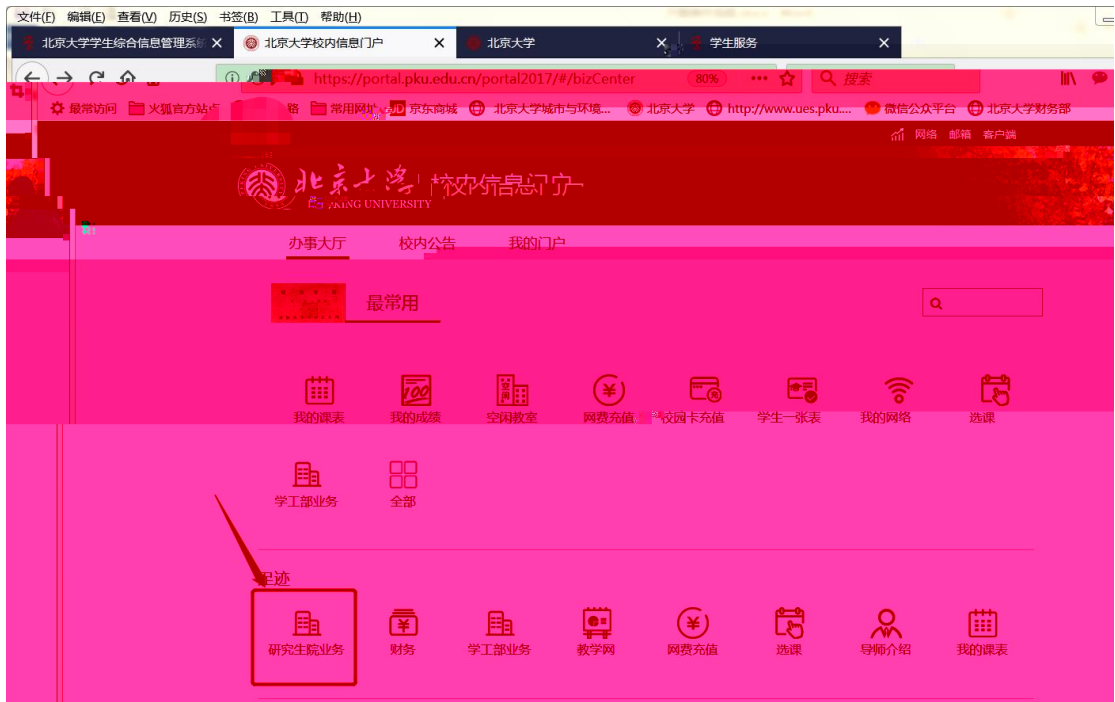 文件(F) 编辑(E) 查看(V) 历史(S) 书签(B) 工具(T) 帮助(H)
北京大学学生综合信息管理系统 北京大学校内信息门户 北京大学 学生服务
https://portal.pku.edu.cn/portal2017/#/bizCenter 80% 搜索
最常访问 火狐官方站点 常用网址 JD 京东商城 北京大学城市与环境... 北京大学 http://www.ues.pku.... 微信公众平台 北京大学财务部
网络 邮箱 客户端
北京大学 校内信息门户
UNIVERSITY
办事大厅 校内公告 我的门户
最常用
我的课表 我的成绩 空闲教室 网费充值 校园卡充值 学生一张表 我的网络 选课
学工部业务 全部
足迹
研究生院业务 财务 学工部业务 教学网 网费充值 选课 导师介绍 我的课表